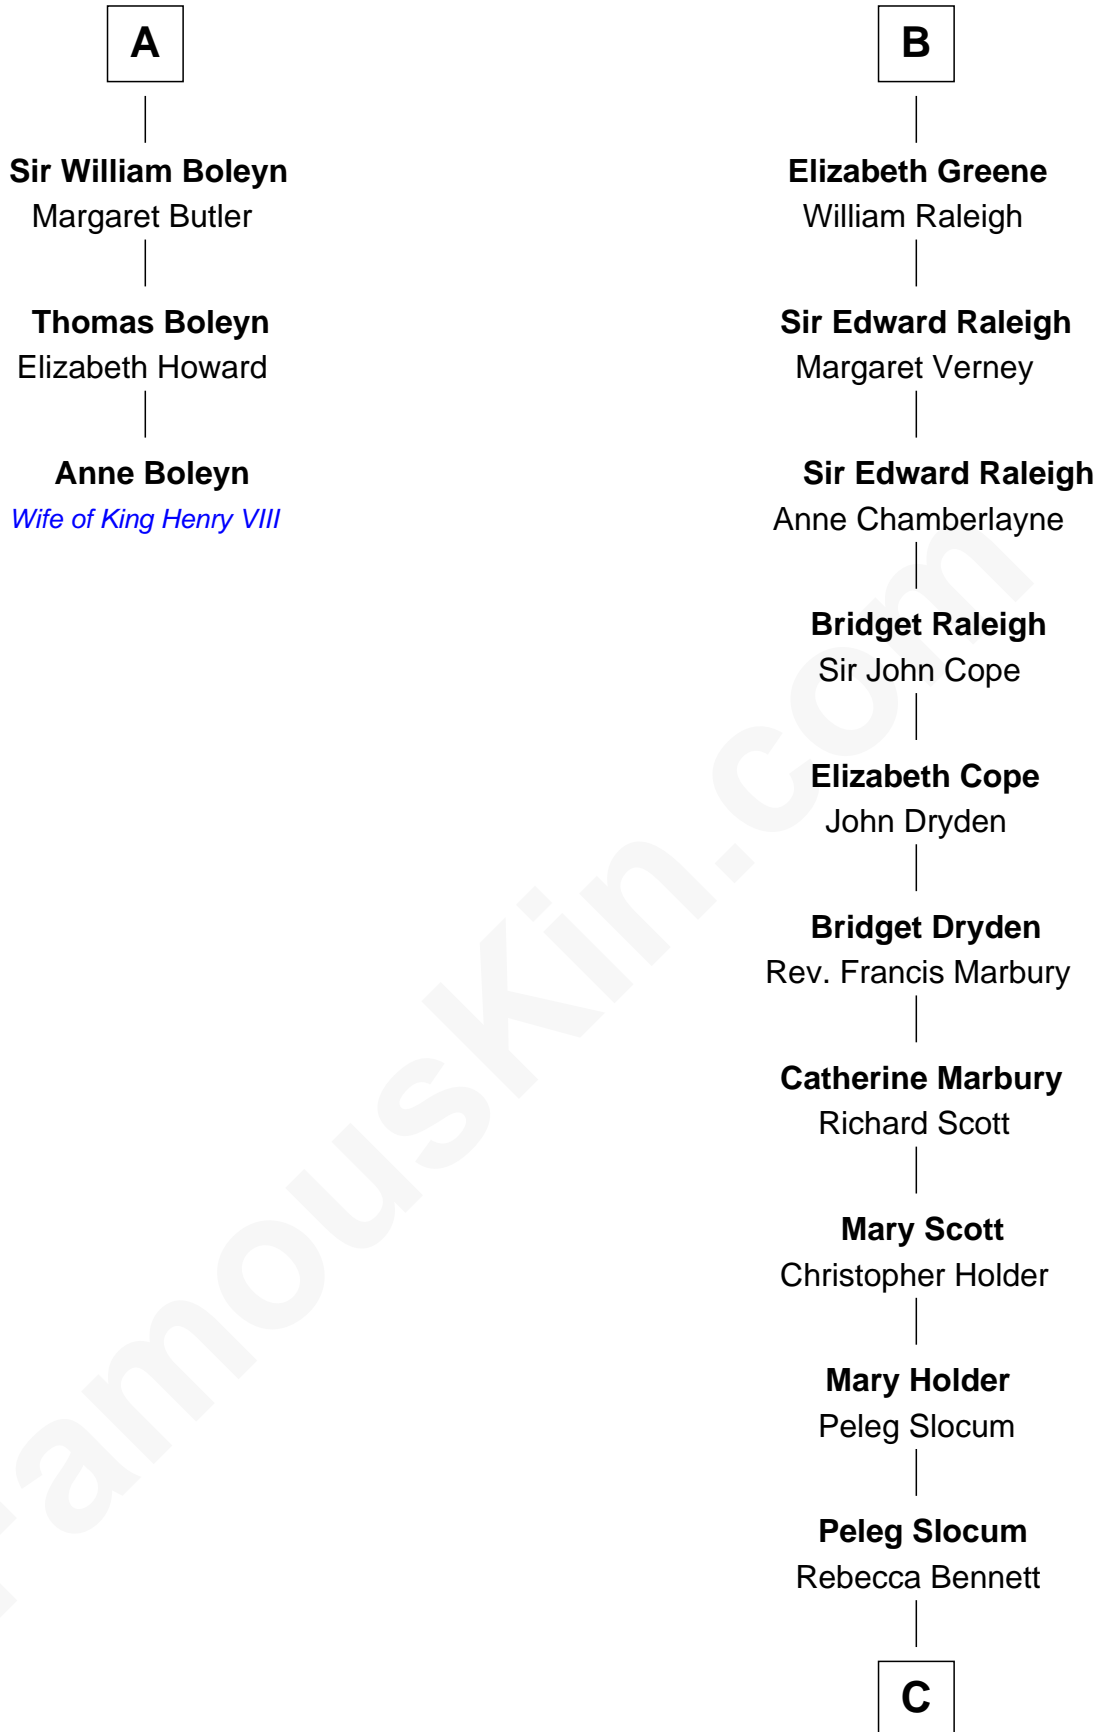 A
Sir William Boleyn
Margaret Butler
Thomas Boleyn
Elizabeth Howard
Anne Boleyn
Wife of King Henry VIII
B
Elizabeth Greene
William Raleigh
Sir Edward Raleigh
Margaret Verney
Sir Edward Raleigh
Anne Chamberlayne
Bridget Raleigh
Sir John Cope
Elizabeth Cope
John Dryden
Bridget Dryden
Rev. Francis Marbury
Catherine Marbury
Richard Scott
Mary Scott
Christopher Holder
Mary Holder
Peleg Slocum
Peleg Slocum
Rebecca Bennett
C
FamousKin.com